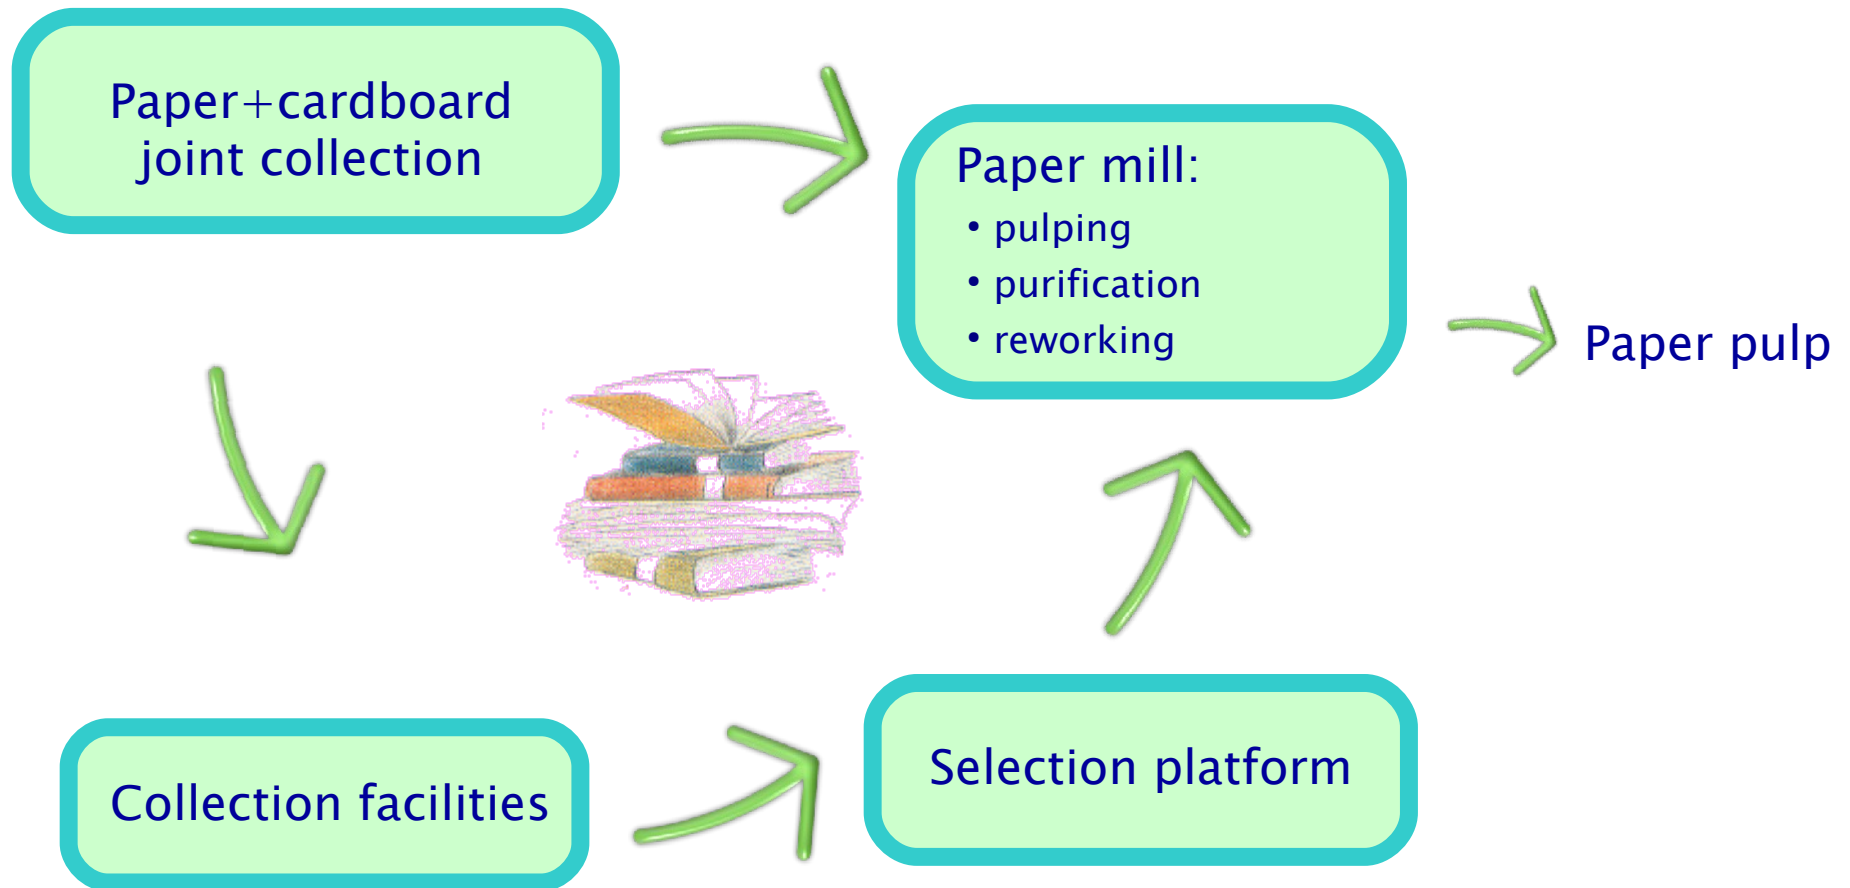 Paper+cardboard
joint collection
Paper mill:
• pulping
• purification
• reworking
Paper pulp
Collection facilities
Selection platform